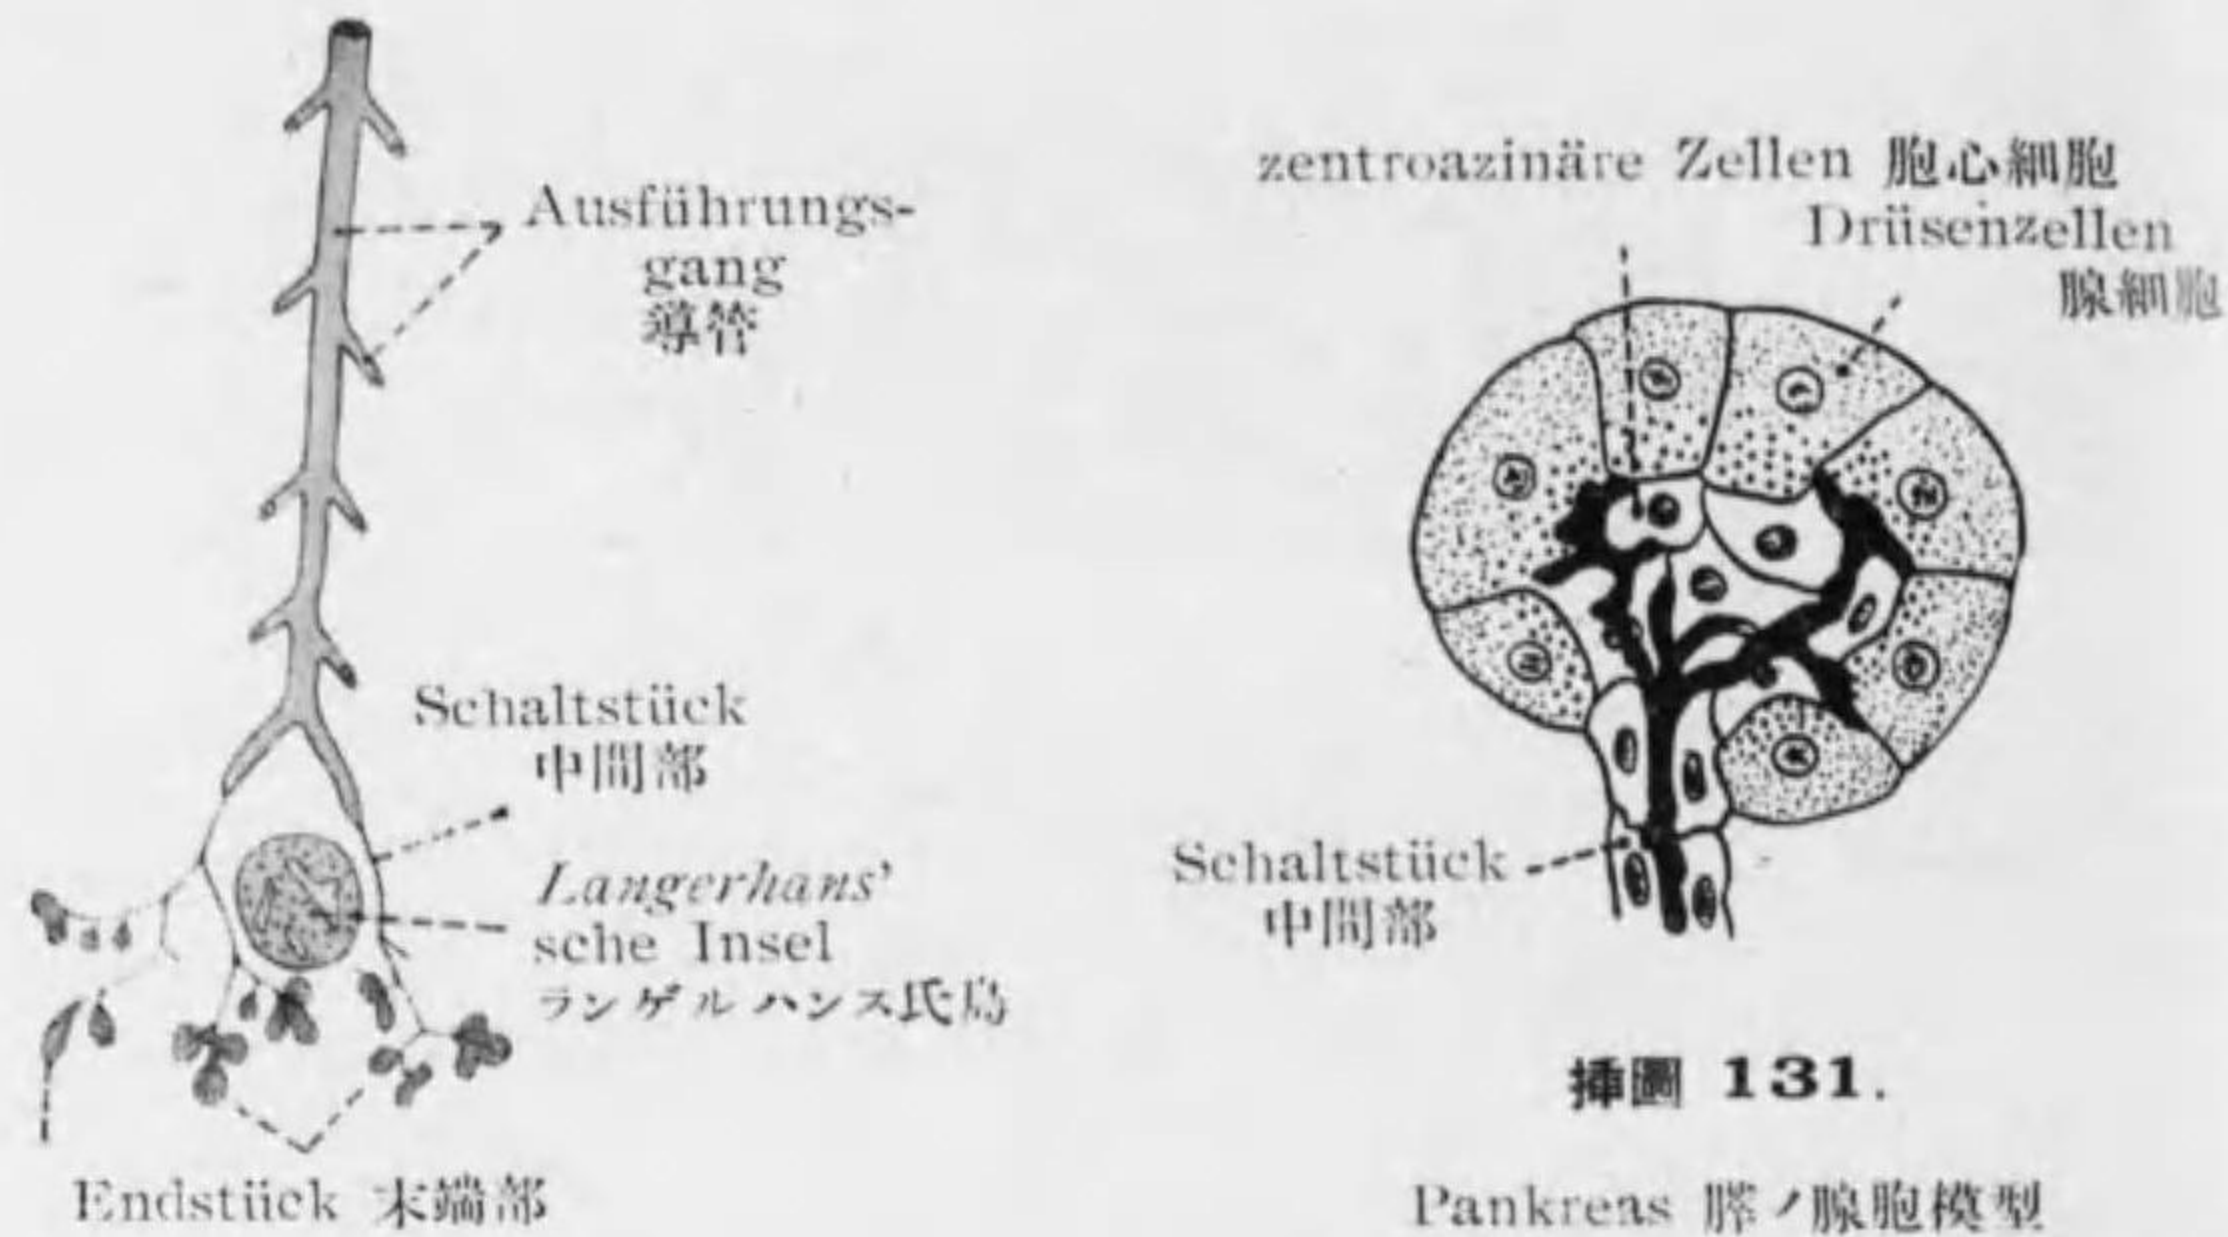 Ausführungs-
gang
導管
Schaltstück
中間部
Langerhans'
sche Insel
ランゲルハンス氏島
Endstück 末端部
zentroazinäre Zellen 胞心細胞
Drüsenzellen
腺細胞
Schaltstück
中間部
挿圖 131.
Pankreas 膵ノ腺胞模型